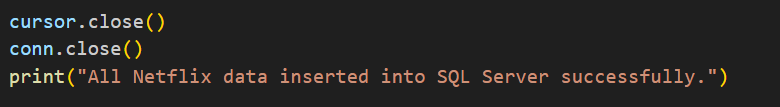 cursor.close()
conn.close()
print("All Netflix data inserted into SQL Server successfully.")